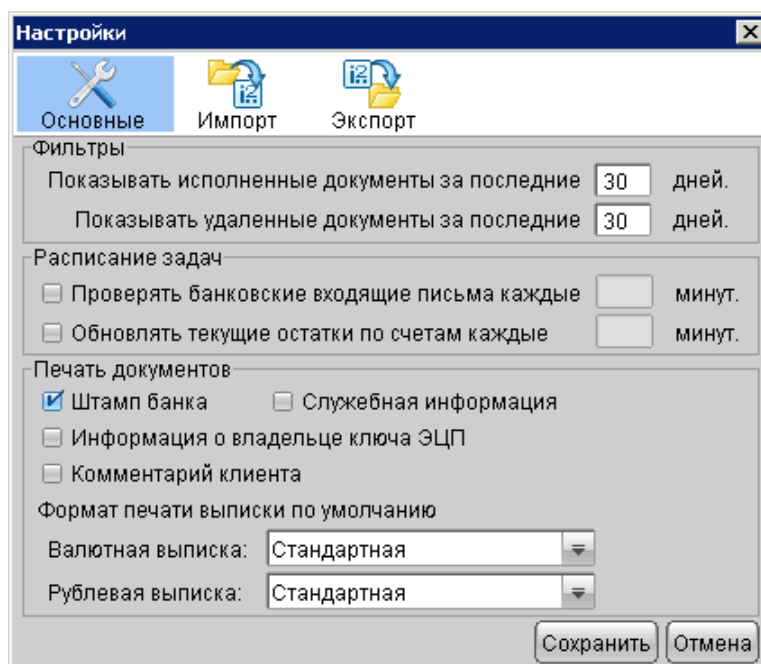 Настройки
Основные Импорт Экспорт
Фильтры
Показывать исполненные документы за последние 30 дней.
Показывать удаленные документы за последние 30 дней.
Расписание задач
Проверять банковские входящие письма каждые минут.
Обновлять текущие остатки по счетам каждые минут.
Печать документов
Штамп банка Служебная информация
Информация о владельце ключа ЭЦП
Комментарий клиента
Формат печати выписки по умолчанию
Валютная выписка: Стандартная
Рублевая выписка: Стандартная
Сохранить Отмена